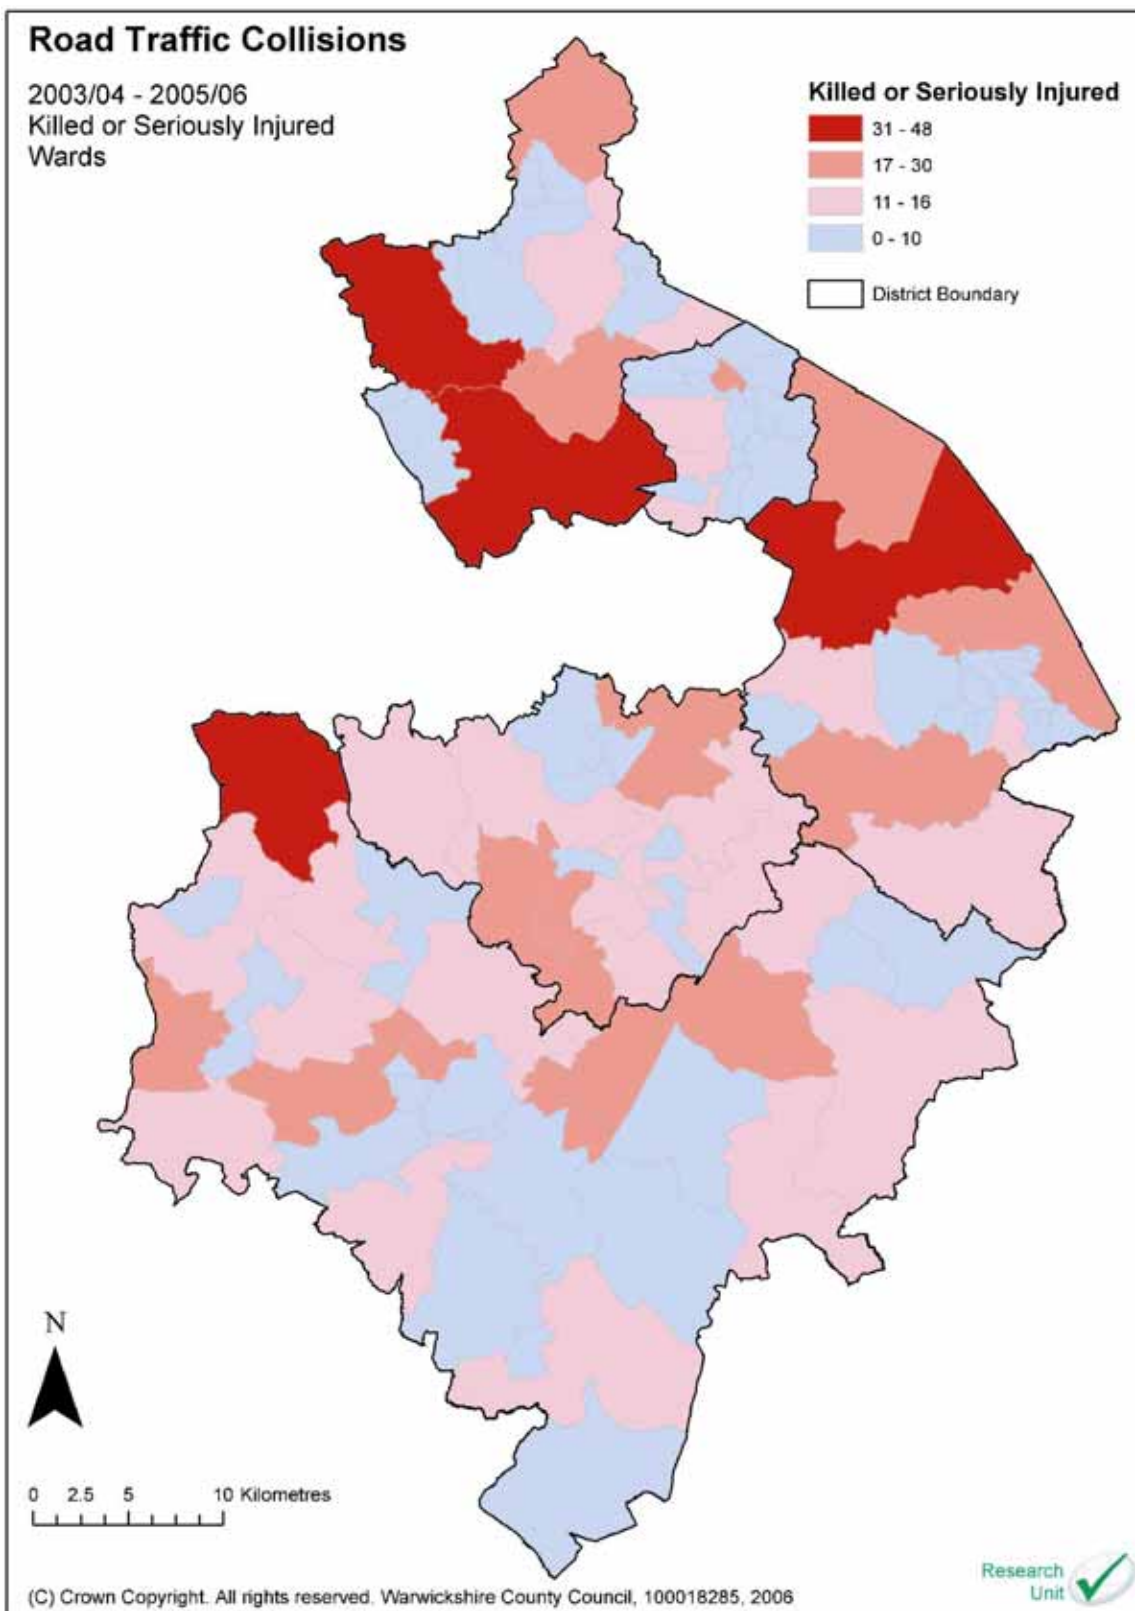 Road Traffic Collisions
2003/04 - 2005/06
Killed or Seriously Injured
Wards
Killed or Seriously Injured
31 - 48
17 - 30
11 - 16
0 - 10
District Boundary
N
0 2.5 5 10 Kilometres
Research
Unit
(C) Crown Copyright. All rights reserved. Warwickshire County Council, 100018285, 2006